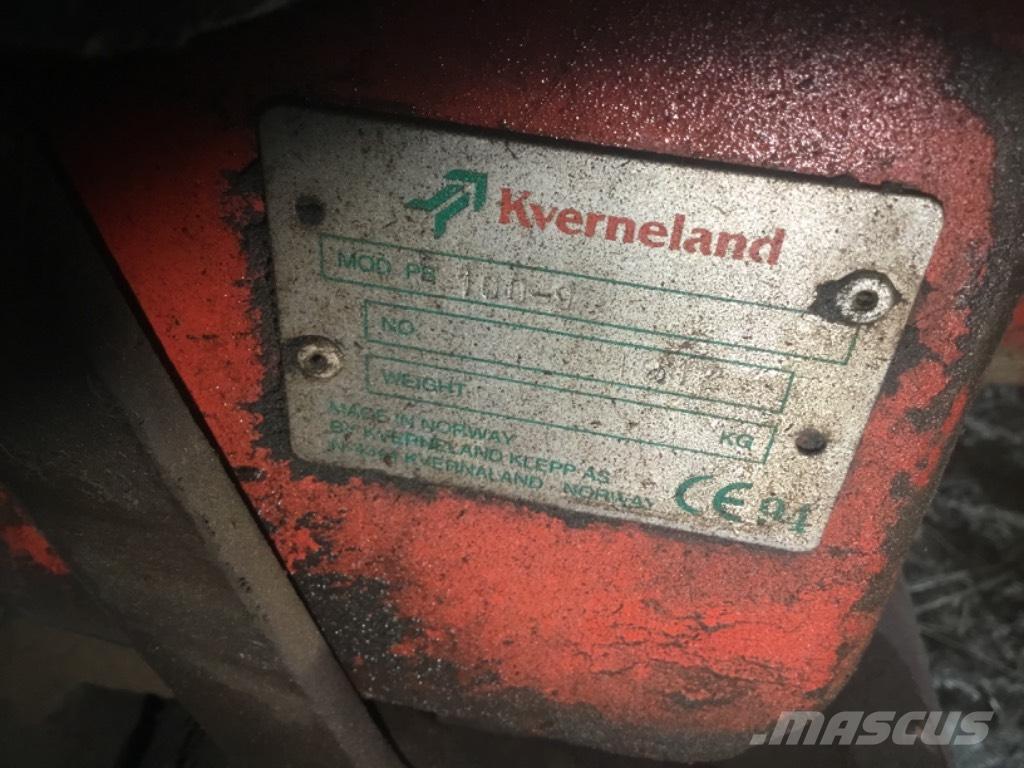 Kverneland
MOD PB 100-9
NO.
WEIGHT KG
MADE IN NORWAY
BY KVERNELAND KLEPP AS
KVERNALAND, NORWAY CE 94
MASCUS